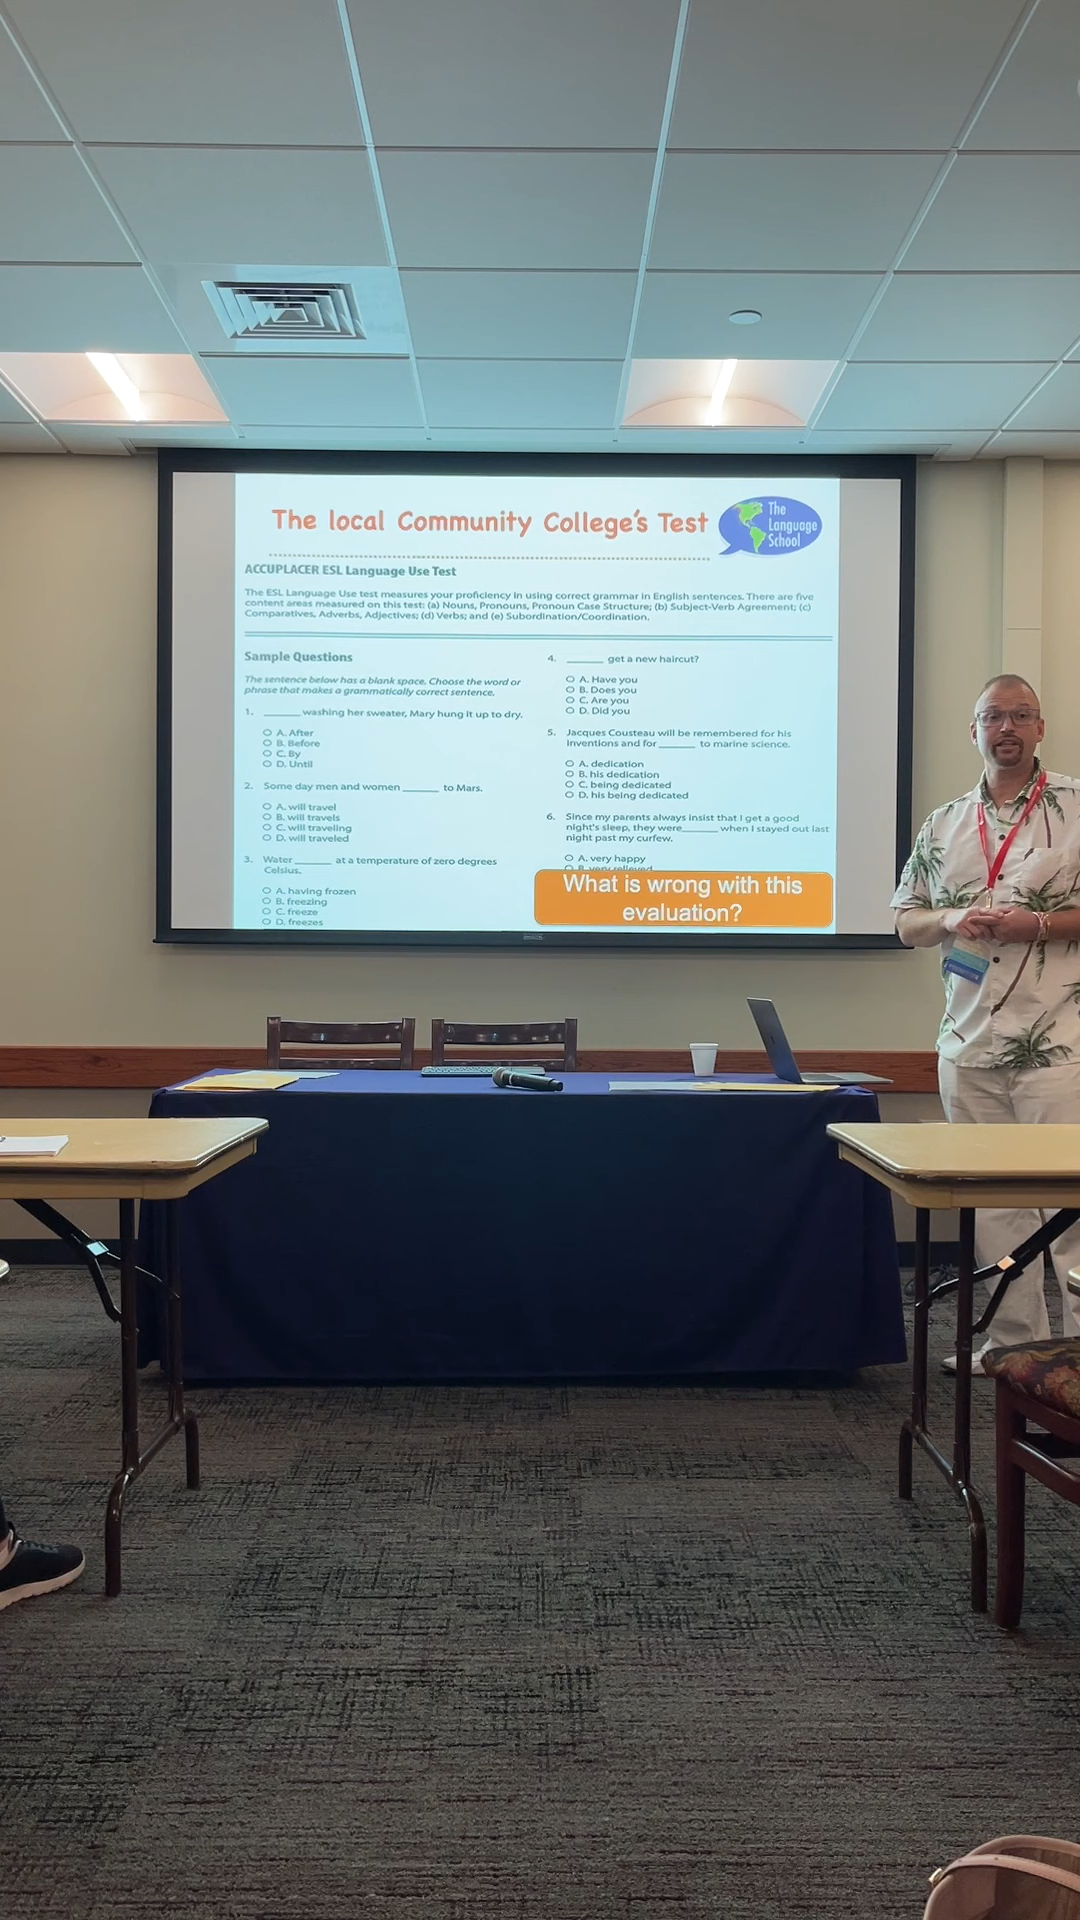 The local Community College's Test
The
Language
School
ACCUPLACER ESL Language Use Test
The ESL Language Use test measures your proficiency in using correct grammar in English sentences. There are five
content areas measured on this test: (a) Nouns, Pronouns, Pronoun Case Structure; (b) Subject-Verb Agreement; (c)
Comparatives, Adverbs, Adjectives; (d) Verbs; and (e) Subordination/Coordination.
Sample Questions
The sentence below has a blank space. Choose the word or
phrase that makes a grammatically correct sentence.
1. ______ washing her sweater, Mary hung it up to dry.
A. After
B. Before
C. By
D. Until
2. Some day men and women ______ to Mars.
A. will travel
B. will travels
C. will traveling
D. will traveled
3. Water ______ at a temperature of zero degrees
Celsius.
A. having frozen
B. freezing
C. freeze
D. freezes
4. ______ get a new haircut?
A. Have you
B. Does you
C. Are you
D. Did you
5. Jacques Cousteau will be remembered for his
inventions and for ______ to marine science.
A. dedication
B. his dedication
C. being dedicated
D. his being dedicated
6. Since my parents always insist that I get a good
night's sleep, they were ______ when I stayed out last
night past my curfew.
A. very happy
B. very relieved
What is wrong with this
evaluation?